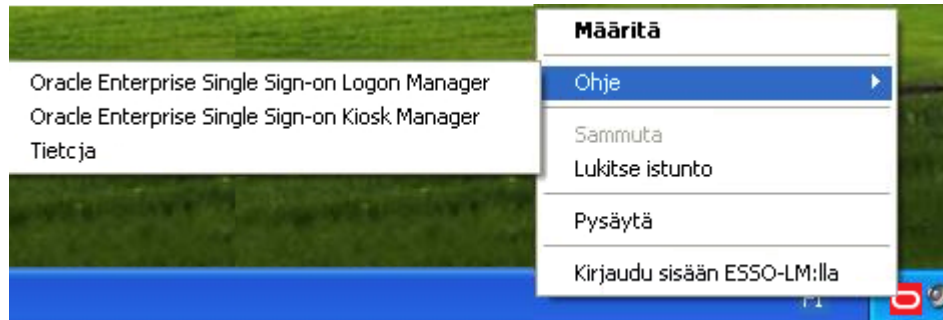 Määritä
Ohje
Oracle Enterprise Single Sign-on Logon Manager
Oracle Enterprise Single Sign-on Kiosk Manager
Tietcja
Sammuta
Lukitse istunto
Pysäytä
Kirjaudu sisään ESSO-LM:lla